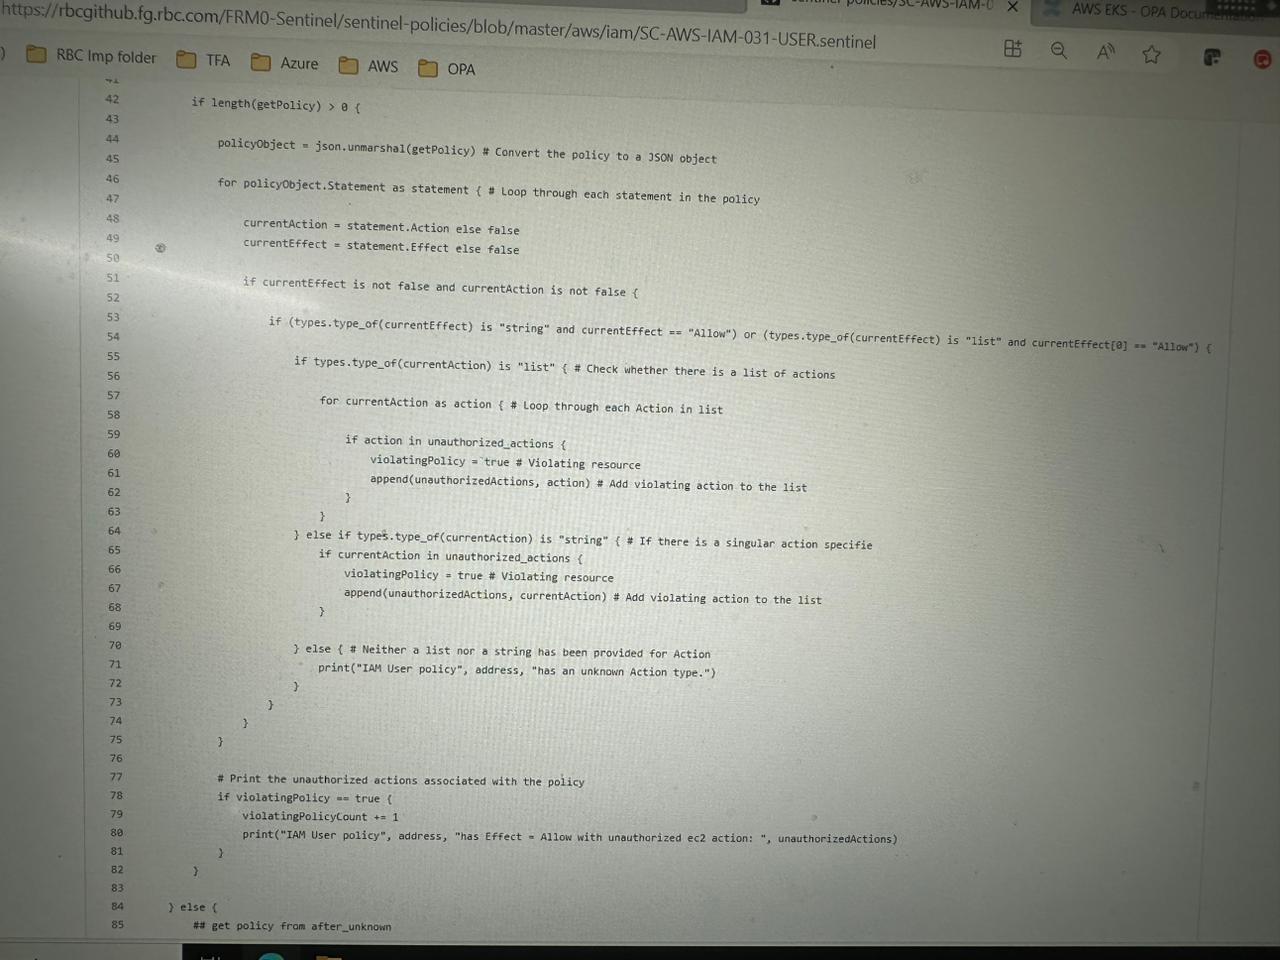 https://rbcgithub.fg.rbc.com/FRM0-Sentinel/sentinel-policies/blob/master/aws/iam/SC-AWS-IAM-031-USER.sentinel
policies/SC-AWS-IAM-0
AWS EKS - OPA Documentation
RBC Imp folder
TFA
Azure
AWS
OPA
41
42 if length(getPolicy) > 0 {
43
44 policyObject = json.unmarshal(getPolicy) # Convert the policy to a JSON object
45
46 for policyObject.Statement as statement { # Loop through each statement in the policy
47
48 currentAction = statement.Action else false
49 currentEffect = statement.Effect else false
50
51 if currentEffect is not false and currentAction is not false {
52
53 if (types.type_of(currentEffect) is "string" and currentEffect == "Allow") or (types.type_of(currentEffect) is "list" and currentEffect[0] == "Allow") {
54
55 if types.type_of(currentAction) is "list" { # Check whether there is a list of actions
56
57 for currentAction as action { # Loop through each Action in list
58
59 if action in unauthorized_actions {
60 violatingPolicy = true # Violating resource
61 append(unauthorizedActions, action) # Add violating action to the list
62 }
63 }
64 } else if types.type_of(currentAction) is "string" { # If there is a singular action specifie
65 if currentAction in unauthorized_actions {
66 violatingPolicy = true # Violating resource
67 append(unauthorizedActions, currentAction) # Add violating action to the list
68 }
69
70 } else { # Neither a list nor a string has been provided for Action
71 print("IAM User policy", address, "has an unknown Action type.")
72 }
73 }
74 }
75 }
76
77 # Print the unauthorized actions associated with the policy
78 if violatingPolicy == true {
79 violatingPolicyCount += 1
80 print("IAM User policy", address, "has Effect = Allow with unauthorized ec2 action: ", unauthorizedActions)
81 }
82 }
83
84 } else {
85 ## get policy from after_unknown